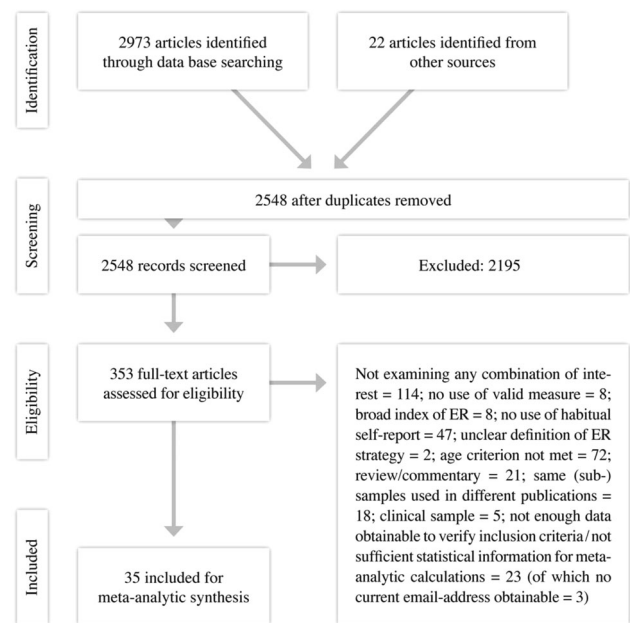 Identification
2973 articles identified
through data base searching
22 articles identified from
other sources
Screening
2548 after duplicates removed
2548 records screened
Excluded: 2195
Eligibility
353 full-text articles
assessed for eligibility
Not examining any combination of inte-
rest = 114; no use of valid measure = 8;
broad index of ER = 8; no use of habitual
self-report = 47; unclear definition of ER
strategy = 2; age criterion not met = 72;
review/commentary = 21; same (sub-)
samples used in different publications =
18; clinical sample = 5; not enough data
obtainable to verify inclusion criteria/not
sufficient statistical information for meta-
analytic calculations = 23 (of which no
current email-address obtainable = 3)
Included
35 included for
meta-analytic synthesis